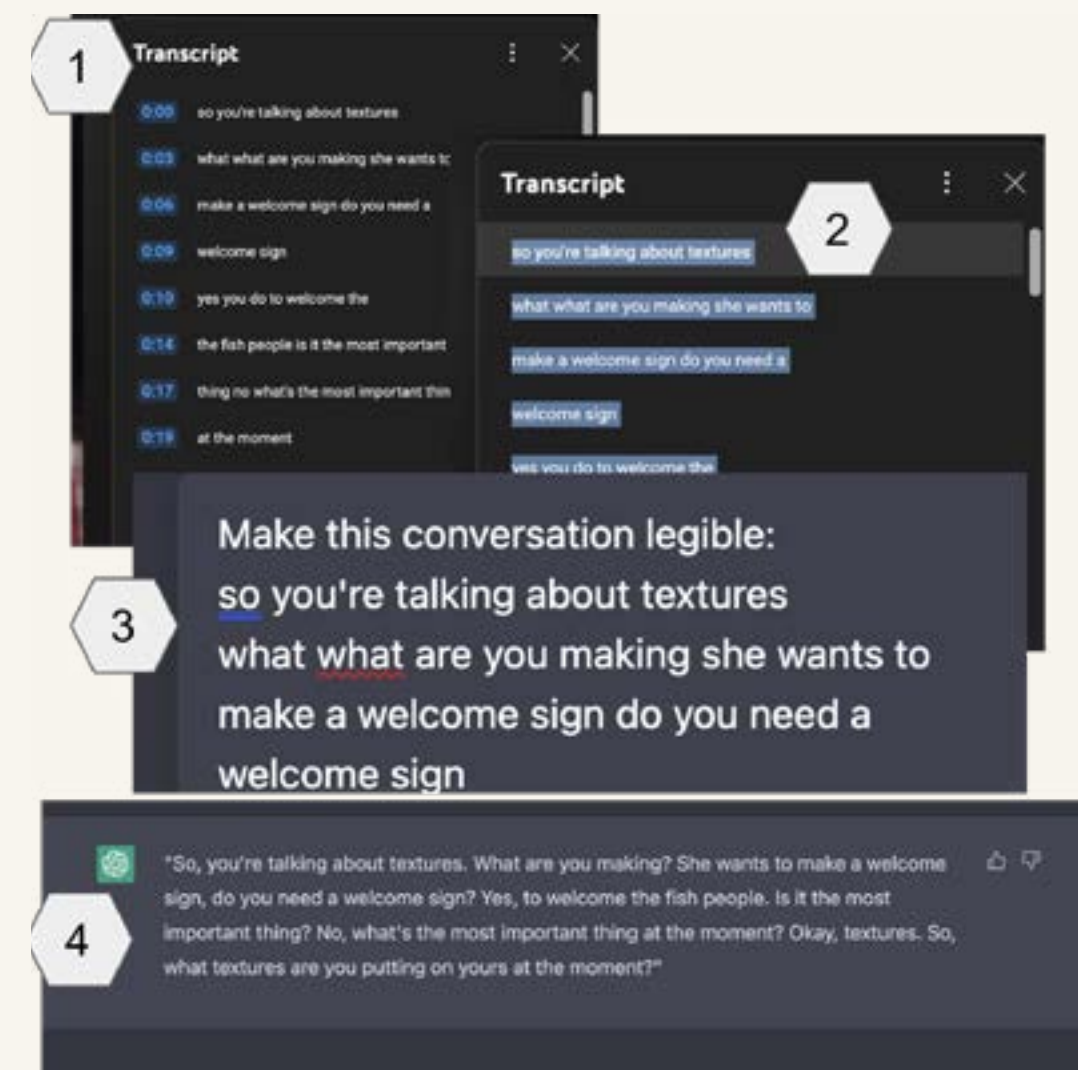 1
Transcript
0:00 so you're talking about textures
0:03 what what are you making she wants to
0:06 make a welcome sign do you need a
0:09 welcome sign
0:10 yes you do to welcome the
0:14 the fish people is it the most important
0:17 thing no what's the most important thin
0:19 at the moment
2
Transcript
so you're talking about textures
what what are you making she wants to
make a welcome sign do you need a
welcome sign
yes you do to welcome the
3
Make this conversation legible:
so you're talking about textures
what what are you making she wants to
make a welcome sign do you need a
welcome sign
4
"So, you're talking about textures. What are you making? She wants to make a welcome
sign, do you need a welcome sign? Yes, to welcome the fish people. Is it the most
important thing? No, what's the most important thing at the moment? Okay, textures. So,
what textures are you putting on yours at the moment?"